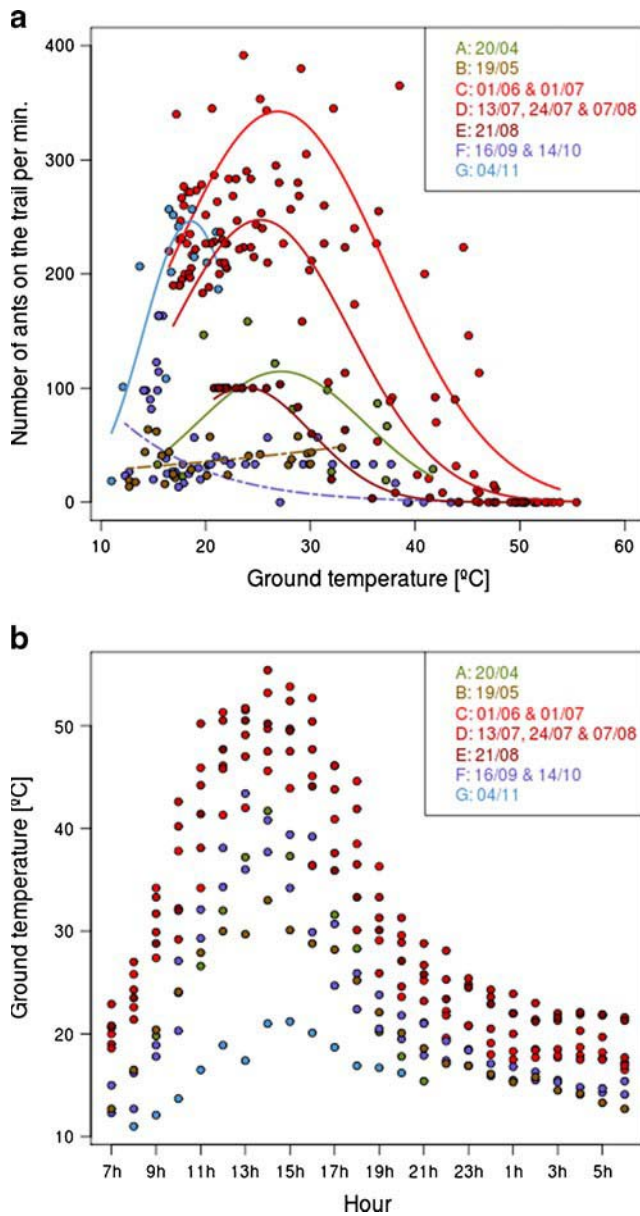 a
Number of ants on the trail per min.
400
300
200
100
0
A: 20/04
B: 19/05
C: 01/06 & 01/07
D: 13/07, 24/07 & 07/08
E: 21/08
F: 16/09 & 14/10
G: 04/11
10 20 30 40 50 60
Ground temperature [ºC]
b
Ground temperature [ºC]
50
40
30
20
10
A: 20/04
B: 19/05
C: 01/06 & 01/07
D: 13/07, 24/07 & 07/08
E: 21/08
F: 16/09 & 14/10
G: 04/11
7h 9h 11h 13h 15h 17h 19h 21h 23h 1h 3h 5h
Hour